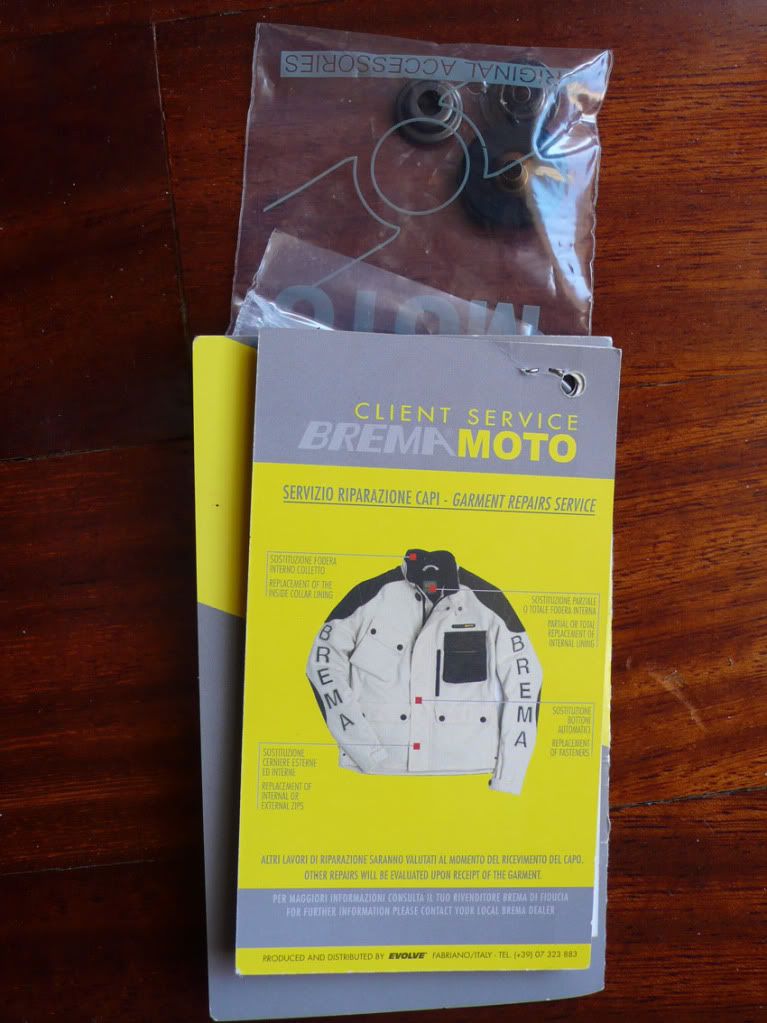 RIGINAL ACCESSORIES
MOTO
CLIENT SERVICE
BREMA MOTO
SERVIZIO RIPARAZIONE CAPI - GARMENT REPAIRS SERVICE
SOSTITUZIONE FODERA
INTERNO COLLETTO
REPLACEMENT OF THE
INSIDE COLLAR LINING
SOSTITUZIONE PARZIALE
O TOTALE FODERA INTERNA
PARTIAL OR TOTAL
REPLACEMENT OF
INTERNAL LINING
BREMA
BREMA
SOSTITUZIONE
BOTTONI
AUTOMATICI
REPLACEMENT
OF FASTENERS
SOSTITUZIONE
CERNIERE ESTERNE
ED INTERNE
REPLACEMENT OF
INTERNAL OR
EXTERNAL ZIPS
ALTRI LAVORI DI RIPARAZIONE SARANNO VALUTATI AL MOMENTO DEL RICEVIMENTO DEL CAPO.
OTHER REPAIRS WILL BE EVALUATED UPON RECEIPT OF THE GARMENT.
PER MAGGIORI INFORMAZIONI CONSULTA IL TUO RIVENDITORE BREMA DI FIDUCIA
FOR FURTHER INFORMATION PLEASE CONTACT YOUR LOCAL BREMA DEALER
PRODUCED AND DISTRIBUTED BY EVOLVE FABRIANO/ITALY - TEL. (+39) 07 323 883